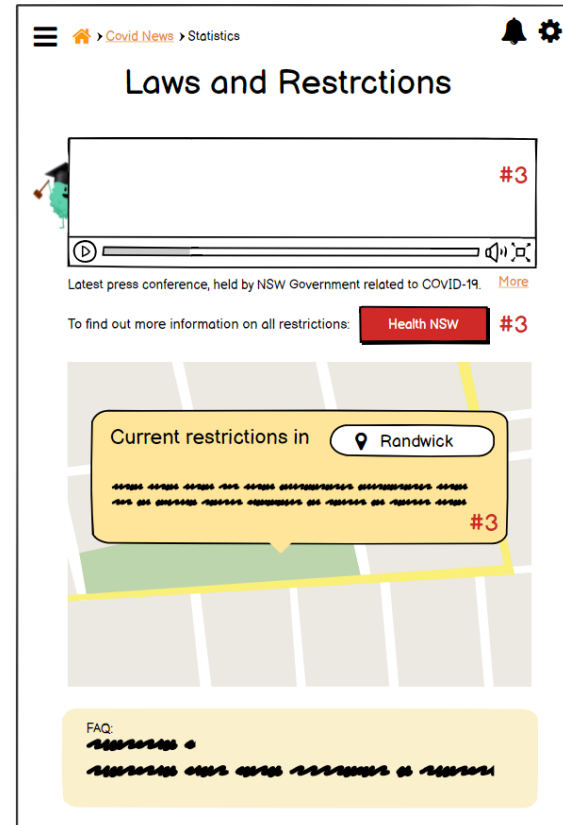 Covid News > Statistics
Laws and Restrctions
#3
Latest press conference, held by NSW Government related to COVID-19. More
To find out more information on all restrictions: Health NSW #3
Current restrictions in Randwick
#3
FAQ: